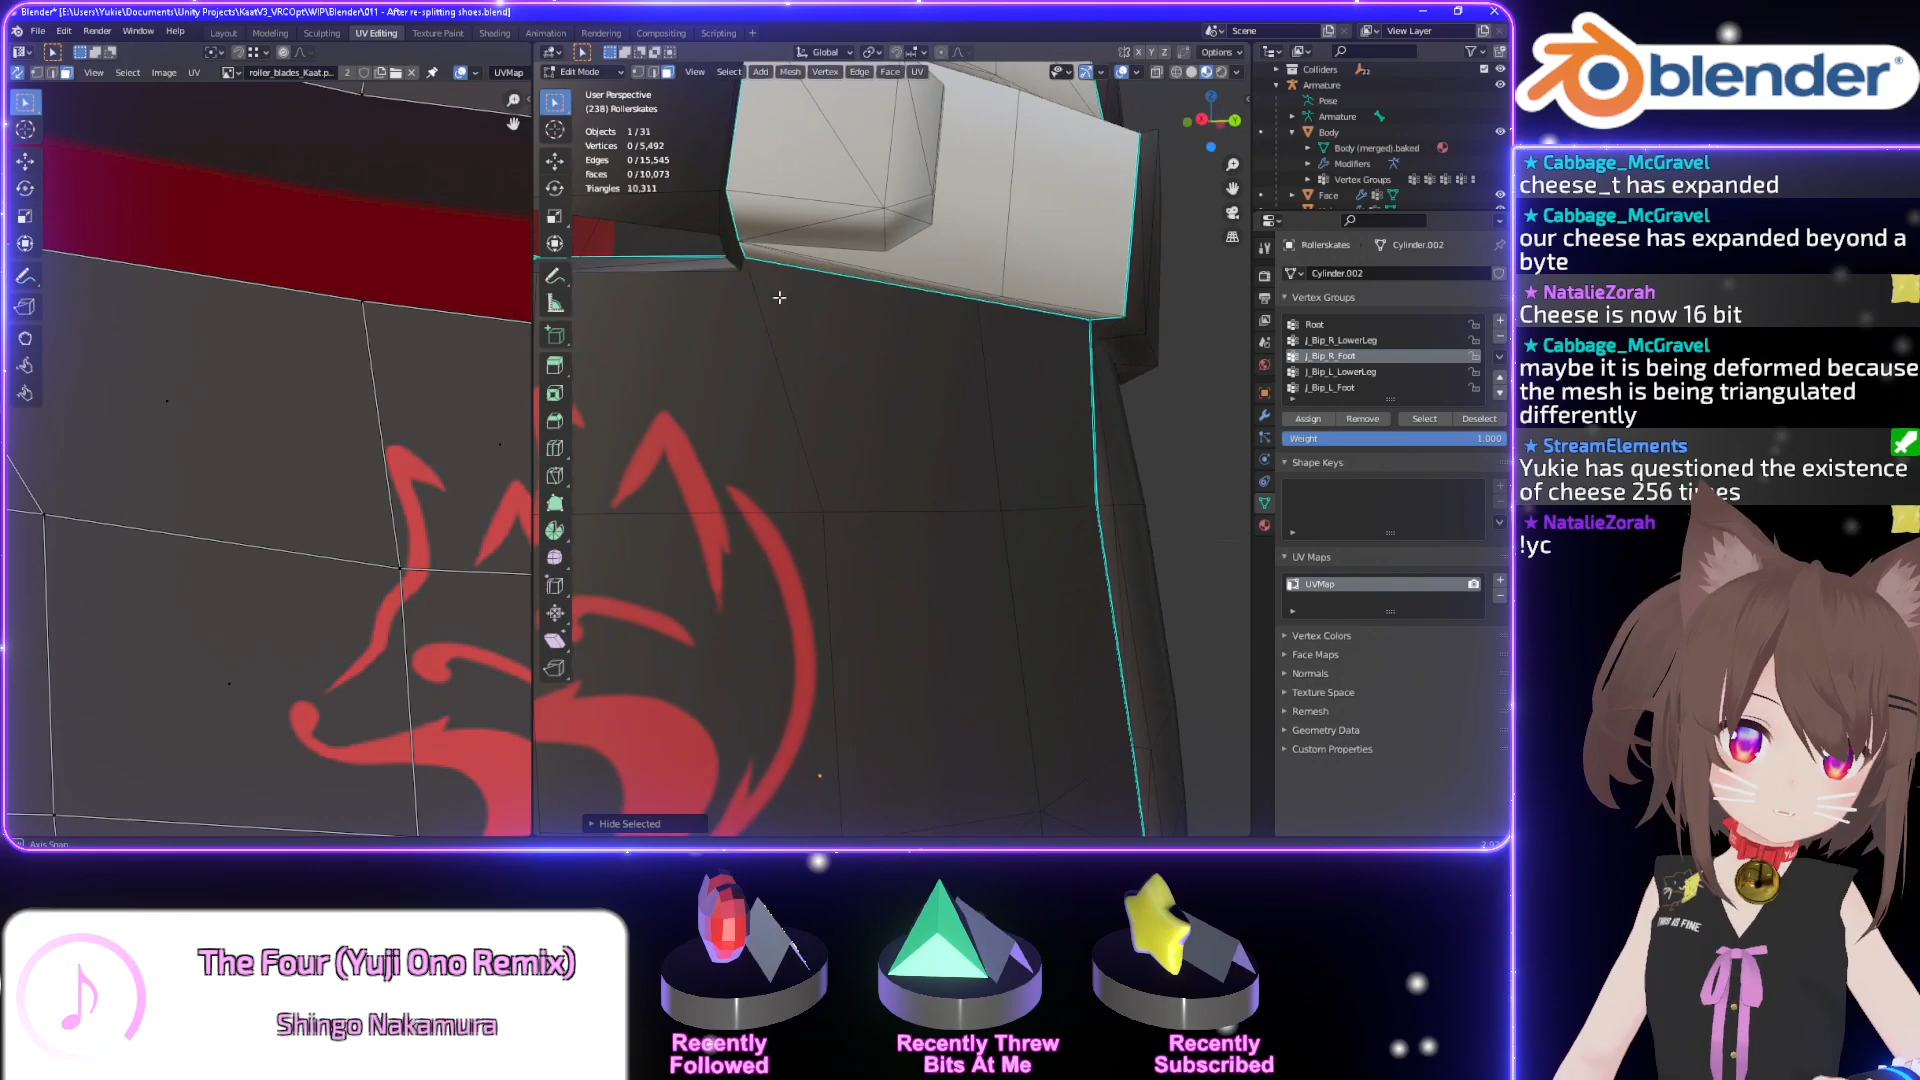 Blender* [E:\Users\Yukie\Documents\Unity Projects\KaatV3_VRCOpt\WIP\Blender\011 - After re-splitting shoes.blend]
File Edit Render Window Help Layout Modeling Sculpting UV Editing Texture Paint Shading Animation Rendering Compositing Scripting +
Scene View Layer
Global Options
View Select Image UV roller_blades_Kaat.p... 2 UVMap
Edit Mode View Select Add Mesh Vertex Edge Face UV
User Perspective
(238) Rollerskates
Objects 1 / 31
Vertices 0 / 5,492
Edges 0 / 15,545
Faces 0 / 10,073
Triangles 10,311
Hide Selected
Axis Snap
Colliders 22
Armature
Pose
Armature
Body
Body (merged).baked
Modifiers
Vertex Groups
Face
Rollerskates Cylinder.002
Cylinder.002
Vertex Groups
Root
J_Bip_R_LowerLeg
J_Bip_R_Foot
J_Bip_L_LowerLeg
J_Bip_L_Foot
Assign Remove Select Deselect
Weight 1.000
Shape Keys
UV Maps
UVMap
Vertex Colors
Face Maps
Normals
Texture Space
Remesh
Geometry Data
Custom Properties
blender
Cabbage_McGravel
cheese_t has expanded
Cabbage_McGravel
our cheese has expanded beyond a
byte
NatalieZorah
Cheese is now 16 bit
Cabbage_McGravel
maybe it is being deformed because
the mesh is being triangulated
differently
StreamElements
Yukie has questioned the existence
of cheese 256 times
NatalieZorah
!yc
THIS IS FINE
The Four (Yuji Ono Remix)
Shingo Nakamura
Recently
Followed
Recently Threw
Bits At Me
Recently
Subscribed